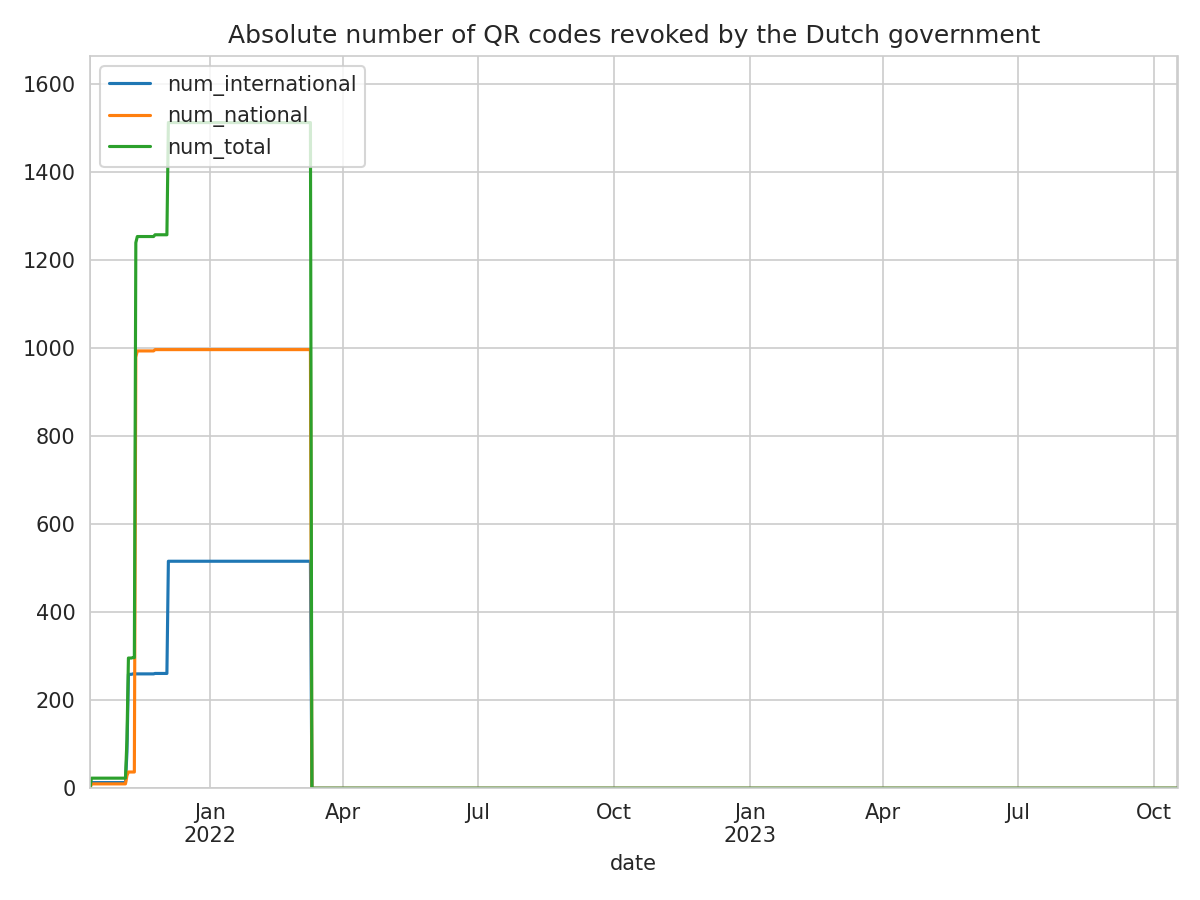 Absolute number of QR codes revoked by the Dutch government
num_international
num_national
num_total
1600
1400
1200
1000
800
600
400
200
0
Jan Apr Jul Oct Jan Apr Jul Oct
2022 2023
date